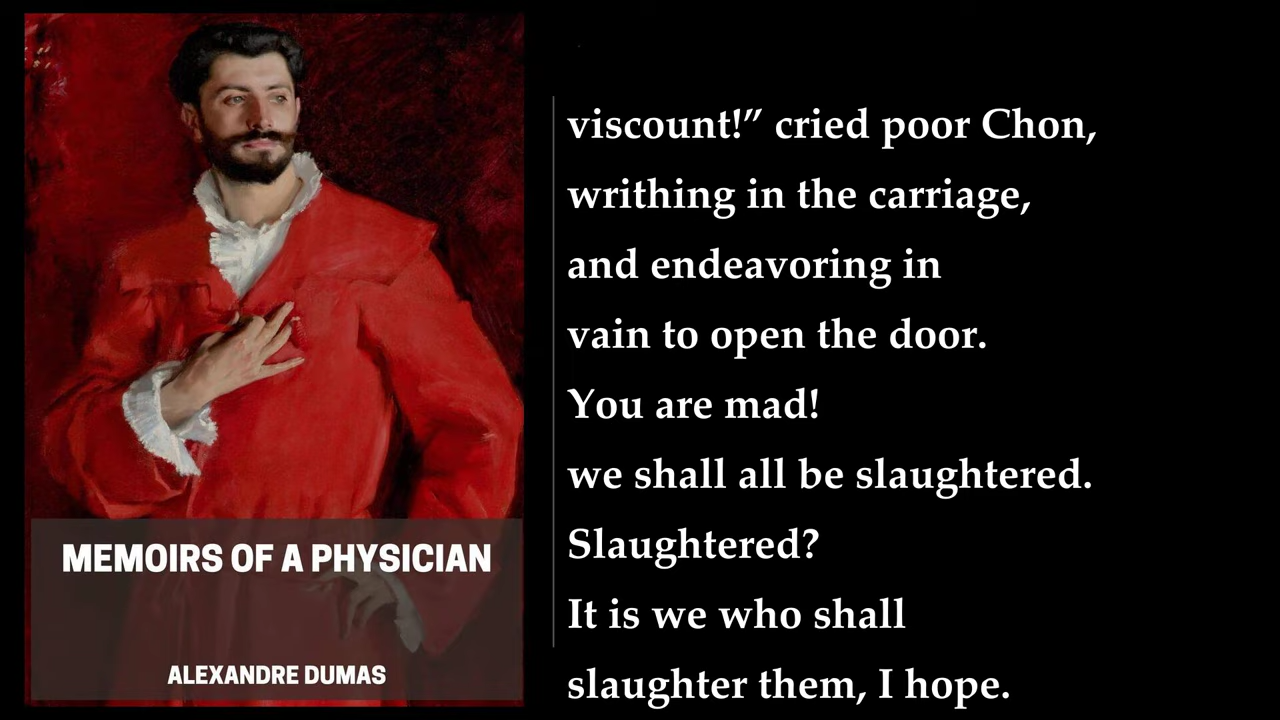 MEMOIRS OF A PHYSICIAN
ALEXANDRE DUMAS
viscount!” cried poor Chon,
writhing in the carriage,
and endeavoring in
vain to open the door.
You are mad!
we shall all be slaughtered.
Slaughtered?
It is we who shall
slaughter them, I hope.